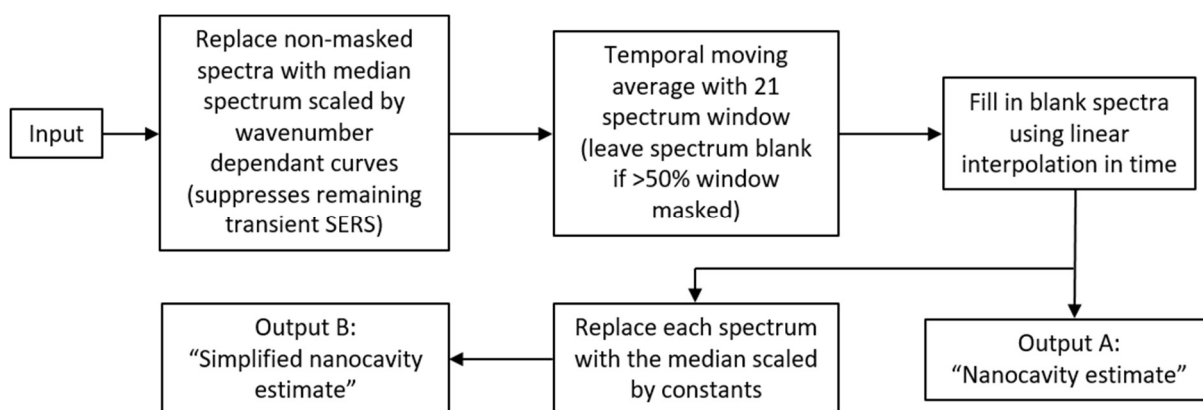 Input
Replace non-masked
spectra with median
spectrum scaled by
wavenumber
dependant curves
(suppresses remaining
transient SERS)
Temporal moving
average with 21
spectrum window
(leave spectrum blank
if >50% window
masked)
Fill in blank spectra
using linear
interpolation in time
Output B:
“Simplified nanocavity
estimate”
Replace each spectrum
with the median scaled
by constants
Output A:
“Nanocavity estimate”